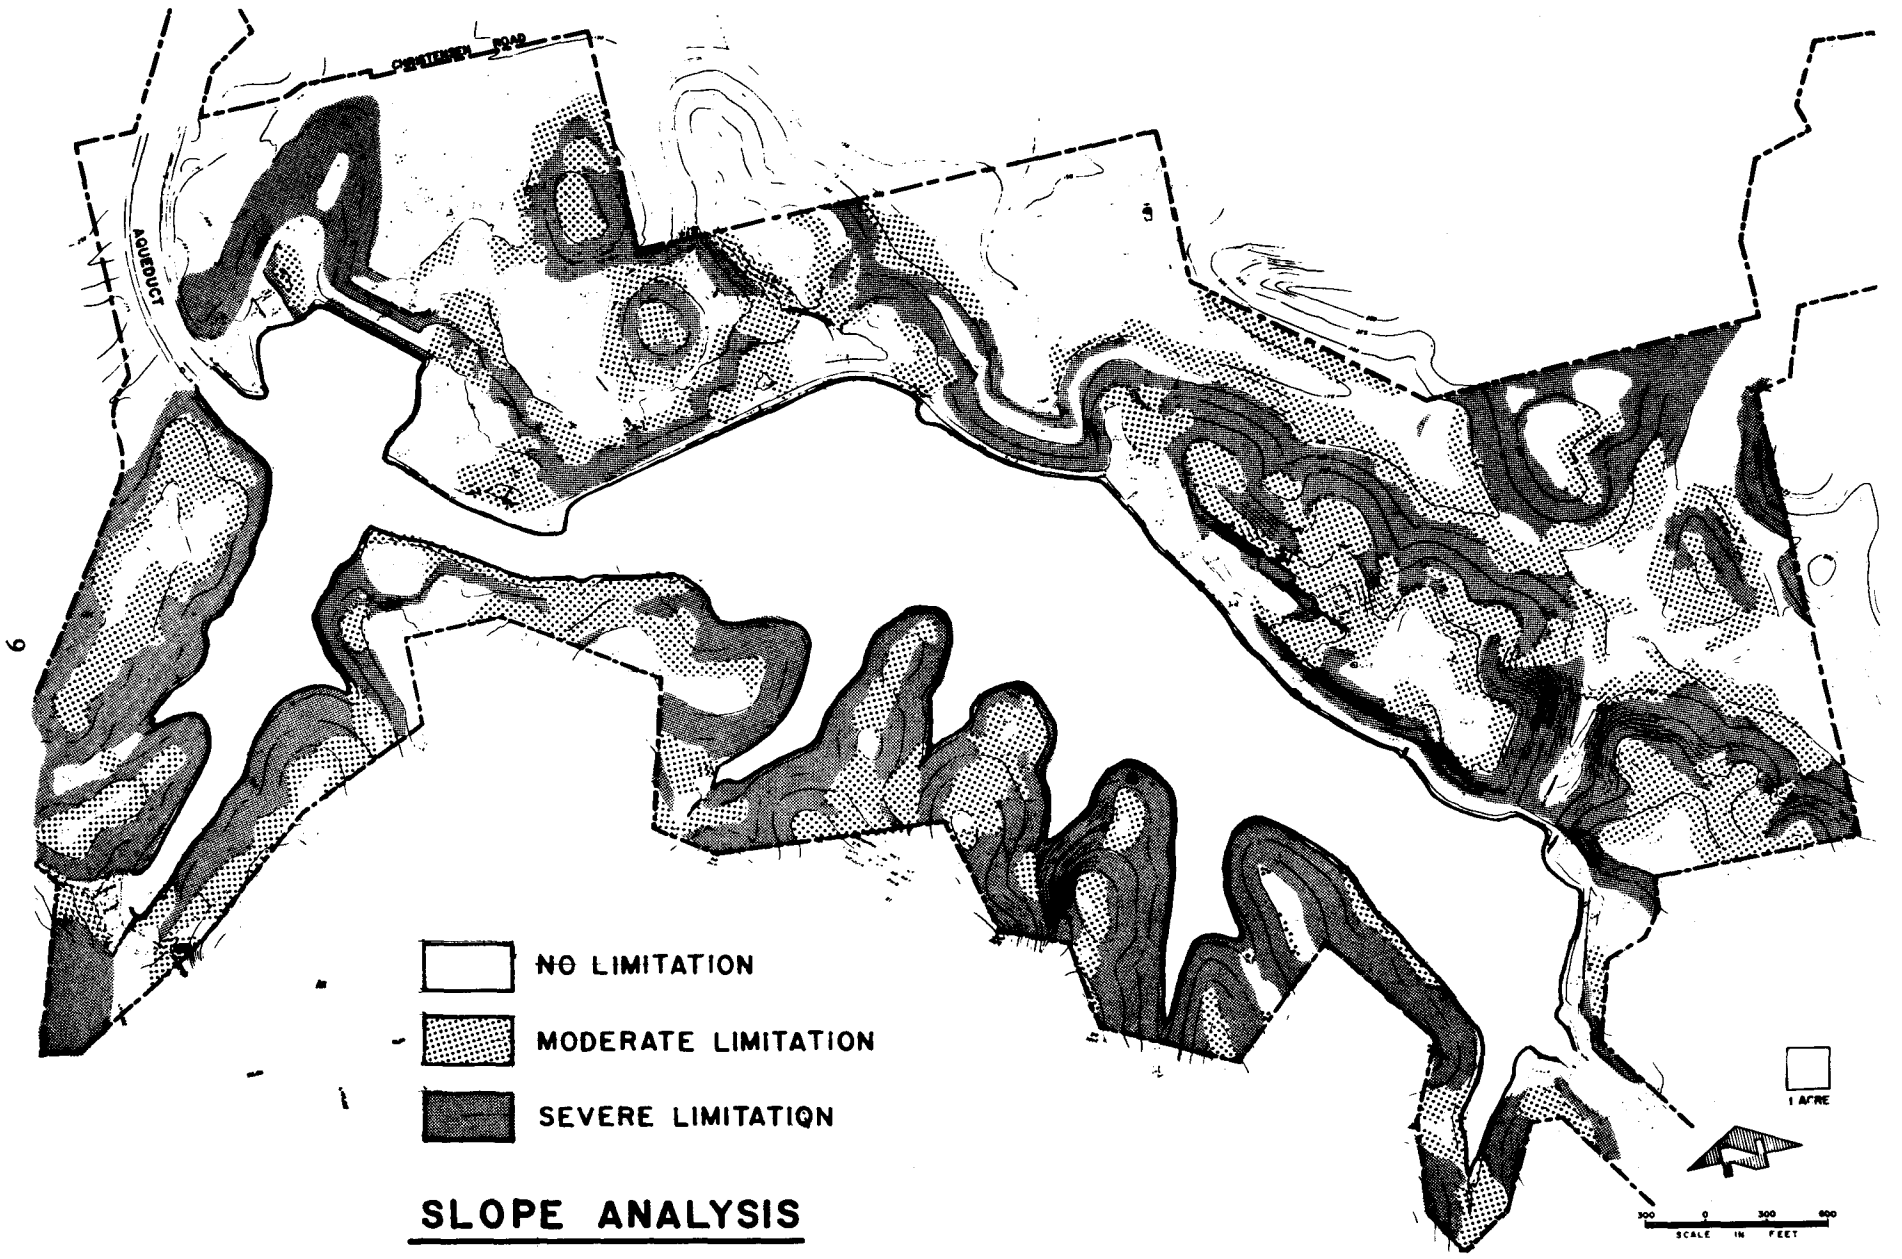 CHRISTENSEN ROAD
AQUEDUCT
9
NO LIMITATION
MODERATE LIMITATION
SEVERE LIMITATION
SLOPE ANALYSIS
1 ACRE
300 0 300 600
SCALE IN FEET